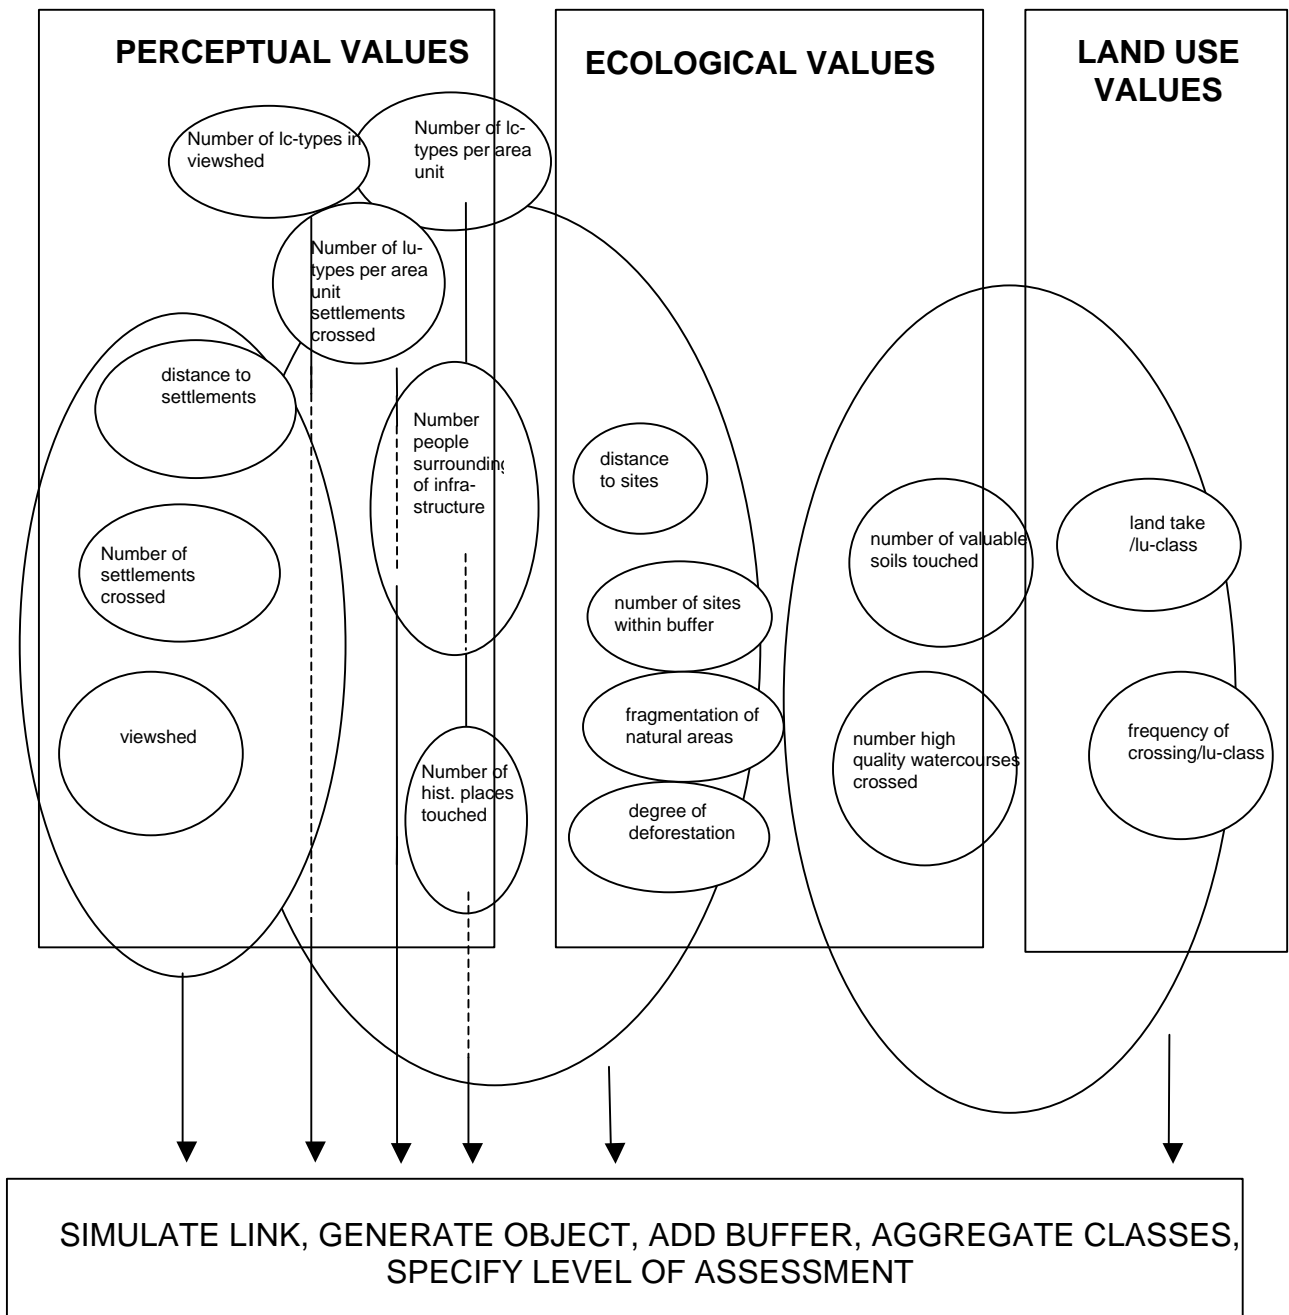 PERCEPTUAL VALUES
ECOLOGICAL VALUES
LAND USE
VALUES
Number of lc-types in
viewshed
Number of lc-
types per area
unit
Number of lu-
types per area
unit
settlements
crossed
distance to
settlements
Number
people
surrounding
of infra-
structure
Number of
settlements
crossed
viewshed
Number of
hist. places
touched
distance
to sites
number of sites
within buffer
fragmentation of
natural areas
degree of
deforestation
number of valuable
soils touched
number high
quality watercourses
crossed
land take
/lu-class
frequency of
crossing/lu-class
SIMULATE LINK, GENERATE OBJECT, ADD BUFFER, AGGREGATE CLASSES,
SPECIFY LEVEL OF ASSESSMENT